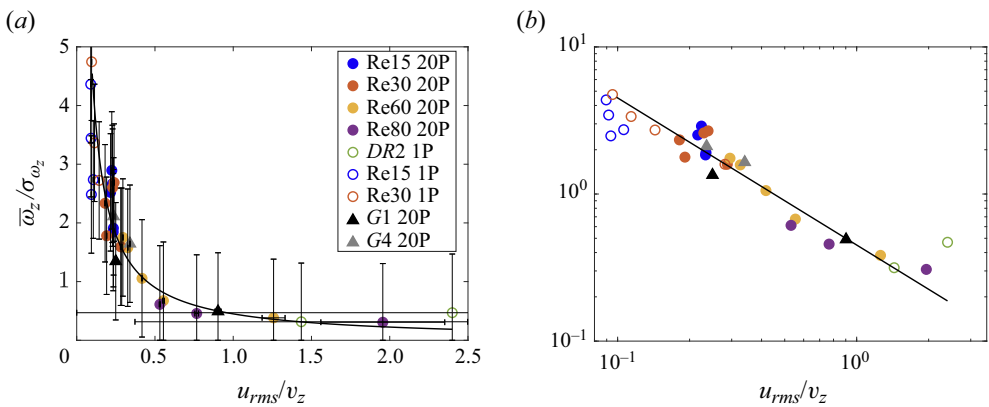 (a)
(b)
5
4
3
2
1
0
0.5
1.0
1.5
2.0
2.5
ω̄z/σωz
urms/vz
Re15 20P
Re30 20P
Re60 20P
Re80 20P
DR2 1P
Re15 1P
Re30 1P
G1 20P
G4 20P
10^1
10^0
10^−1
10^−1
10^0
urms/vz